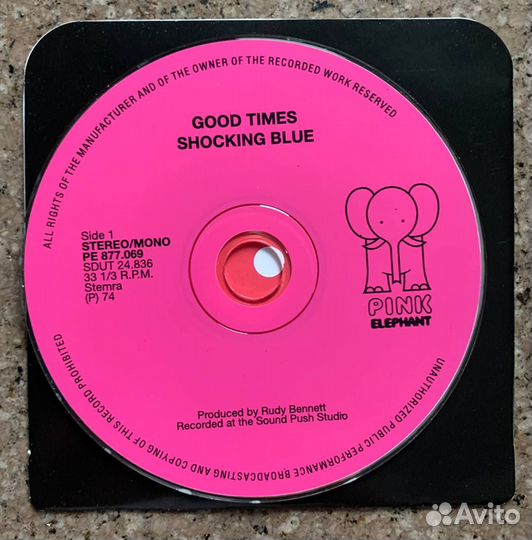 ALL RIGHTS OF THE MANUFACTURER AND OF THE OWNER OF THE RECORDED WORK RESERVED
GOOD TIMES
SHOCKING BLUE
Side 1
STEREO/MONO
PE 877.069
SDUT 24.836
33 1/3 R.P.M.
Stemra
(P) 74
PINK
ELEPHANT
Produced by Rudy Bennett
Recorded at the Sound Push Studio
UNAUTHORIZED PUBLIC PERFORMANCE BROADCASTING AND COPYING OF THIS RECORD PROHIBITED
Avito